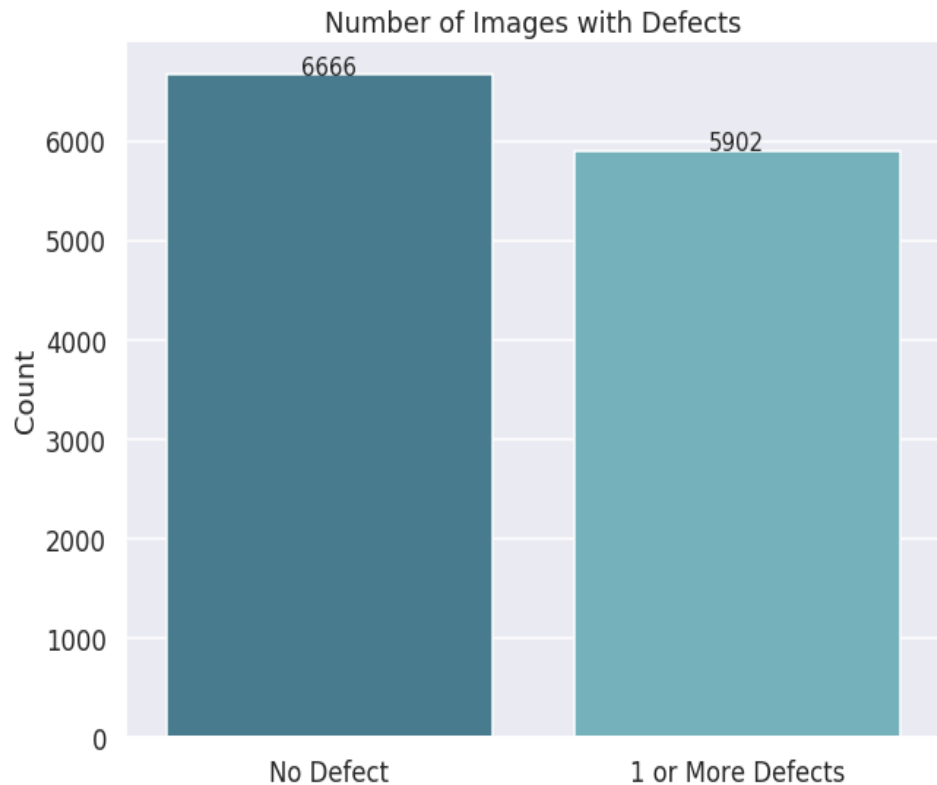 Number of Images with Defects
6666
5902
6000
5000
4000
3000
2000
1000
0
Count
No Defect
1 or More Defects